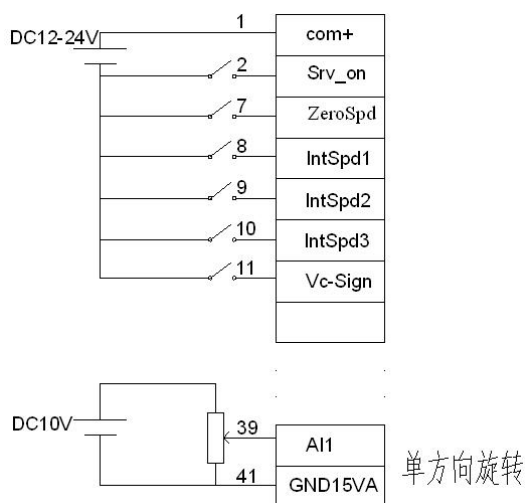 1
com+
DC12-24V
2
Srv_on
7
ZeroSpd
8
IntSpd1
9
IntSpd2
10
IntSpd3
11
Vc-Sign
DC10V
39
AI1
41
GND15VA
单方向旋转